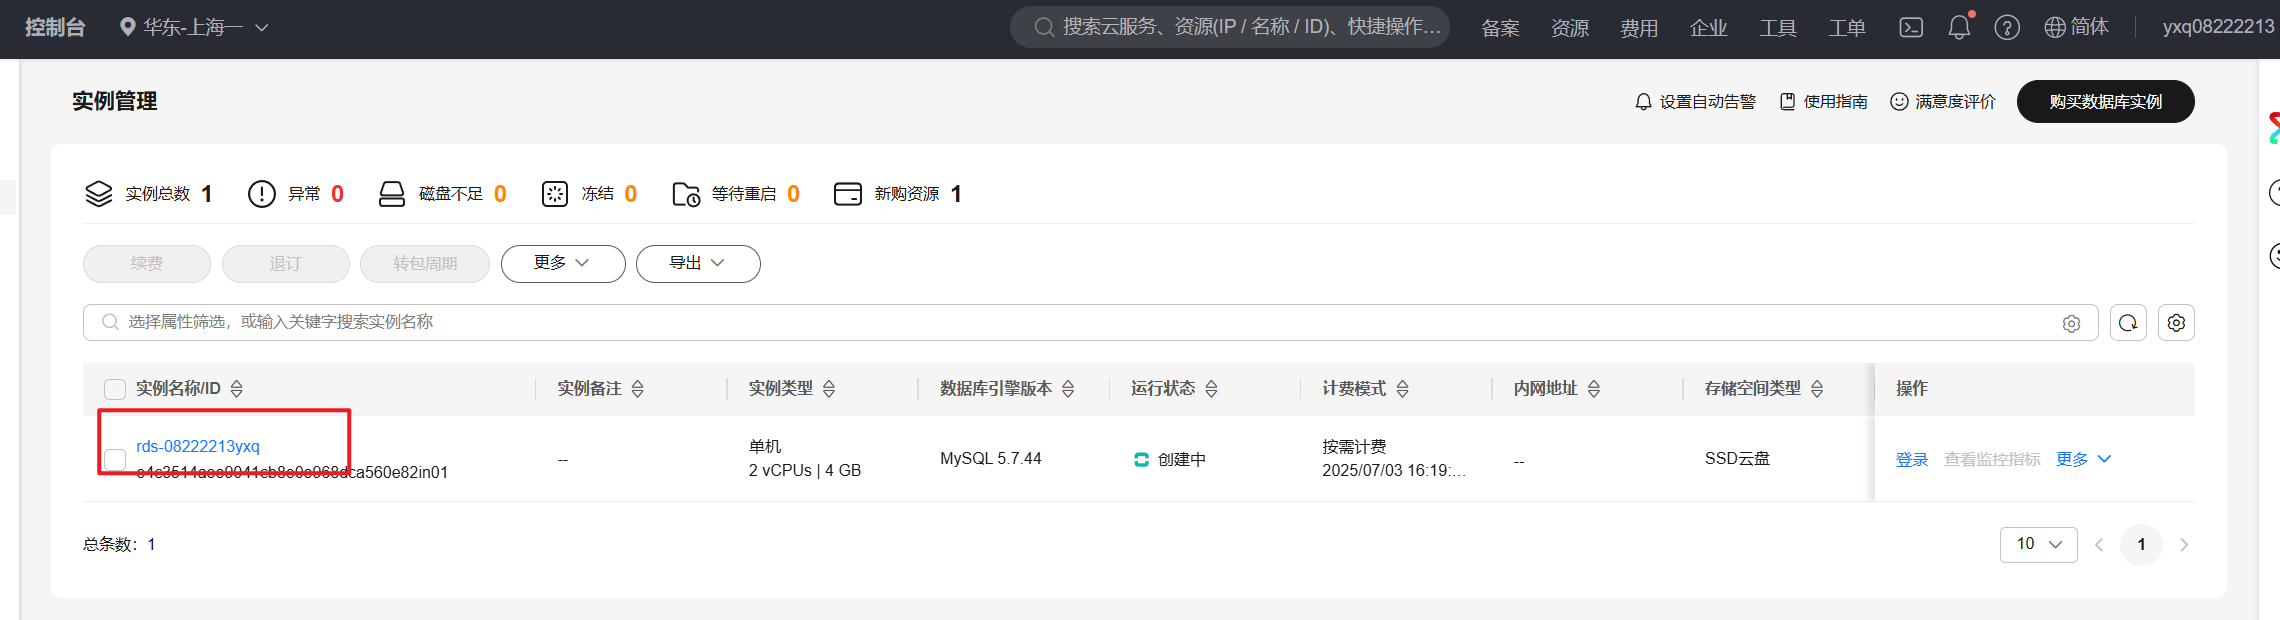 控制台 华东-上海一 搜索云服务、资源(IP / 名称 / ID)、快捷操作... 备案 资源 费用 企业 工具 工单 简体 yxq08222213
实例管理 设置自动告警 使用指南 满意度评价 购买数据库实例
实例总数 1 异常 0 磁盘不足 0 冻结 0 等待重启 0 新购资源 1
续费 退订 转包周期 更多 导出
选择属性筛选，或输入关键字搜索实例名称
实例名称/ID 实例备注 实例类型 数据库引擎版本 运行状态 计费模式 内网地址 存储空间类型 操作
rds-08222213yxq -- 单机 MySQL 5.7.44 创建中 按需计费 -- SSD云盘 登录 查看监控指标 更多
2 vCPUs | 4 GB 2025/07/03 16:19:...
总条数：1 10 1